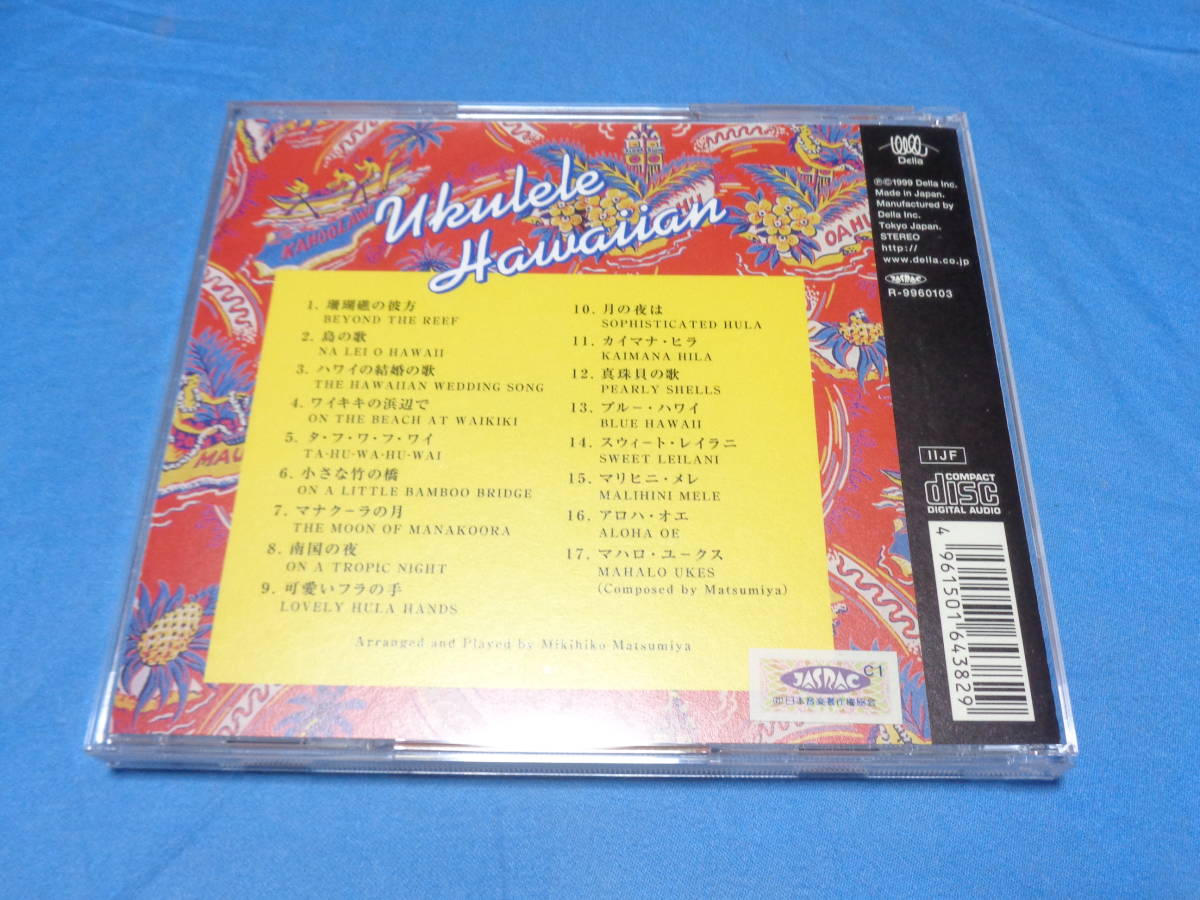 Ukulele
Hawaiian
KAHOOLAWE
OAHU
MAUI
1. 珊瑚礁の彼方
BEYOND THE REEF
2. 島の歌
NA LEI O HAWAII
3. ハワイの結婚の歌
THE HAWAIIAN WEDDING SONG
4. ワイキキの浜辺で
ON THE BEACH AT WAIKIKI
5. タ・フ・ワ・フ・ワイ
TA-HU-WA-HU-WAI
6. 小さな竹の橋
ON A LITTLE BAMBOO BRIDGE
7. マナクーラの月
THE MOON OF MANAKOORA
8. 南国の夜
ON A TROPIC NIGHT
9. 可愛いフラの手
LOVELY HULA HANDS
10. 月の夜は
SOPHISTICATED HULA
11. カイマナ・ヒラ
KAIMANA HILA
12. 真珠貝の歌
PEARLY SHELLS
13. ブルー・ハワイ
BLUE HAWAII
14. スウィート・レイラニ
SWEET LEILANI
15. マリヒニ・メレ
MALIHINI MELE
16. アロハ・オエ
ALOHA OE
17. マハロ・ユークス
MAHALO UKES
(Composed by Matsumiya)
Arranged and Played by Mikihiko Matsumiya
JASRAC
C1
日本音楽著作権協会
Della
℗©1999 Della Inc.
Made in Japan.
Manufactured by
Della Inc.
Tokyo Japan.
STEREO
http://
www.della.co.jp
JASRAC
R-9960103
IIJF
COMPACT
disc
DIGITAL AUDIO
4961501643829